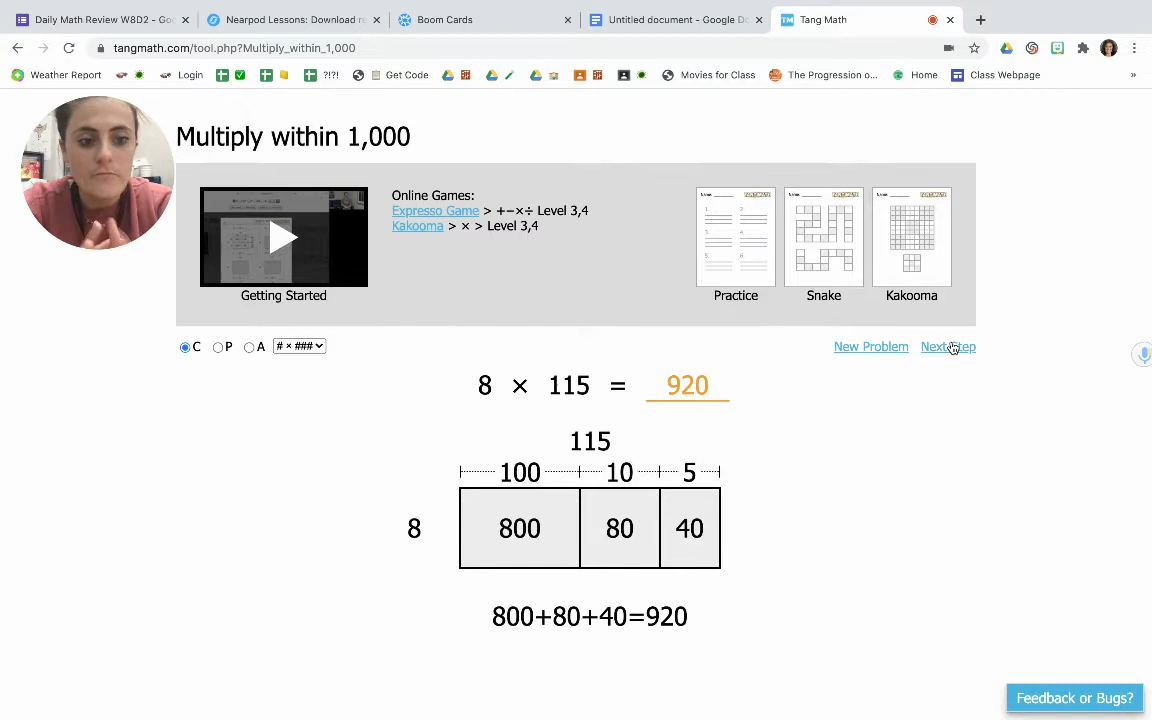 Daily Math Review W8D2 - Goo
Nearpod Lessons: Download re
Boom Cards
Untitled document - Google Do
Tang Math
tangmath.com/tool.php?Multiply_within_1,000
Weather Report
Login
?!?!
Get Code
Movies for Class
The Progression o...
Home
Class Webpage
»
Multiply within 1,000
Online Games:
Expresso Game > +−×÷ Level 3,4
Kakooma > × > Level 3,4
Getting Started
Practice
Snake
Kakooma
C P A # × ###
New Problem Next Step
8 × 115 = 920
115
100 10 5
8 800 80 40
800+80+40=920
Feedback or Bugs?